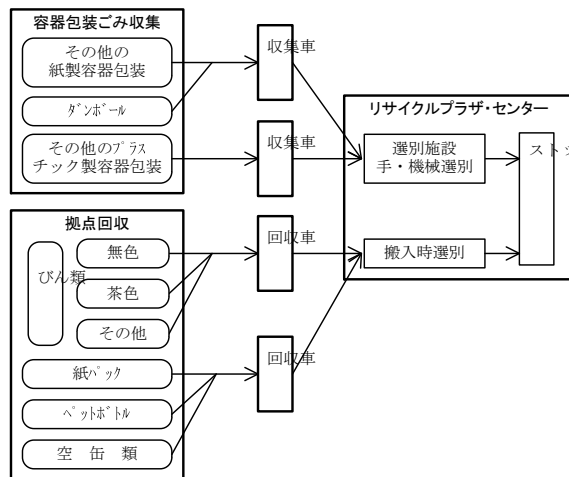 容器包装ごみ収集
その他の
紙製容器包装
ﾀﾞﾝﾎﾞｰﾙ
その他のﾌﾟﾗｽ
チック製容器包装
収集車
収集車
拠点回収
びん類
無色
茶色
その他
紙ﾊﾟｯｸ
ﾍﾟｯﾄﾎﾞﾄﾙ
空 缶 類
回収車
回収車
リサイクルプラザ・センター
選別施設
手・機械選別
搬入時選別
ストッ